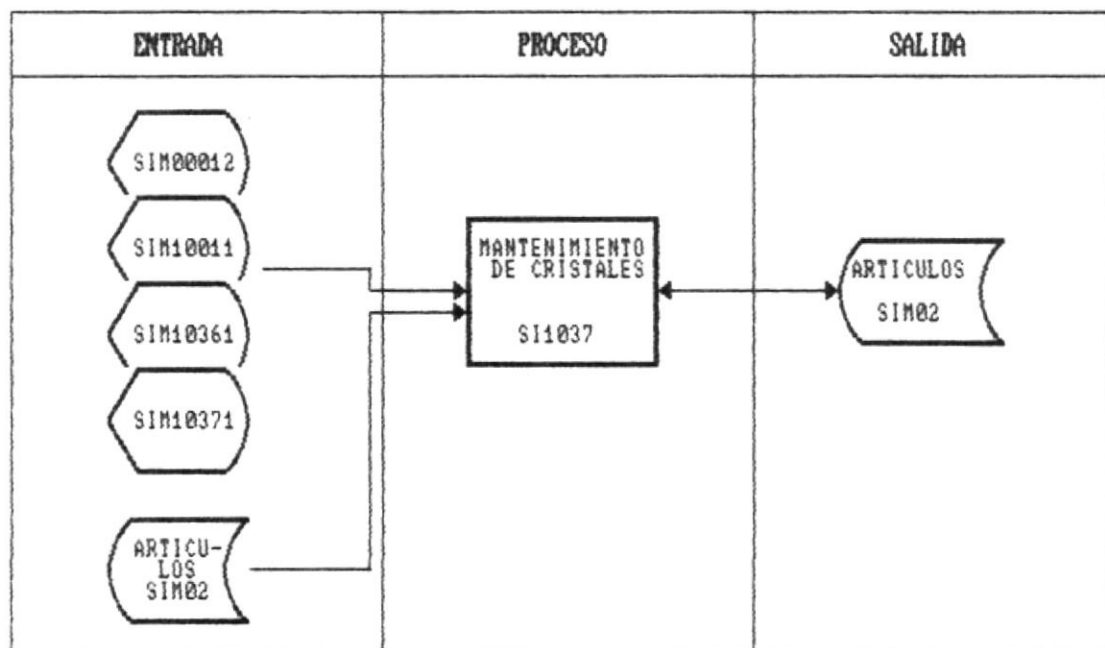 ENTRADA
PROCESO
SALIDA
SIM00012
SIM10011
SIM10361
SIM10371
ARTICU-
LOS
SIM02
MANTENIMIENTO
DE CRISTALES
SI1037
ARTICULOS
SIM02